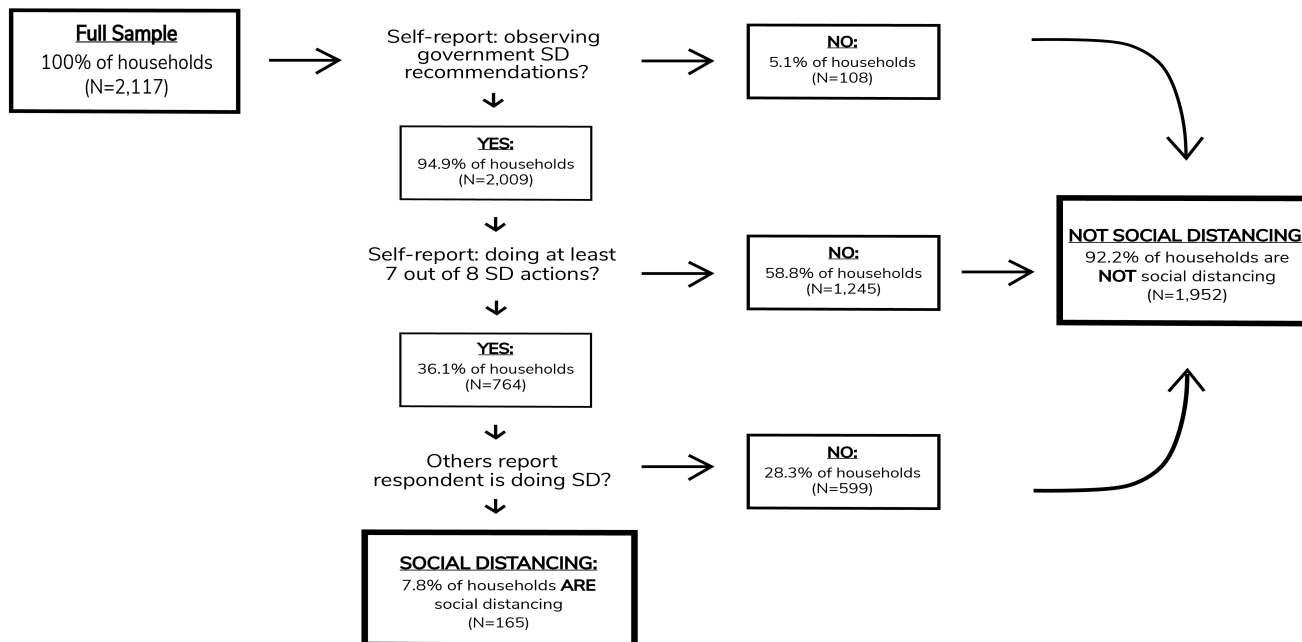 Full Sample
100% of households
(N=2,117)
Self-report: observing
government SD
recommendations?
NO:
5.1% of households
(N=108)
YES:
94.9% of households
(N=2,009)
Self-report: doing at least
7 out of 8 SD actions?
NO:
58.8% of households
(N=1,245)
NOT SOCIAL DISTANCING
92.2% of households are
NOT social distancing
(N=1,952)
YES:
36.1% of households
(N=764)
Others report
respondent is doing SD?
NO:
28.3% of households
(N=599)
SOCIAL DISTANCING:
7.8% of households ARE
social distancing
(N=165)